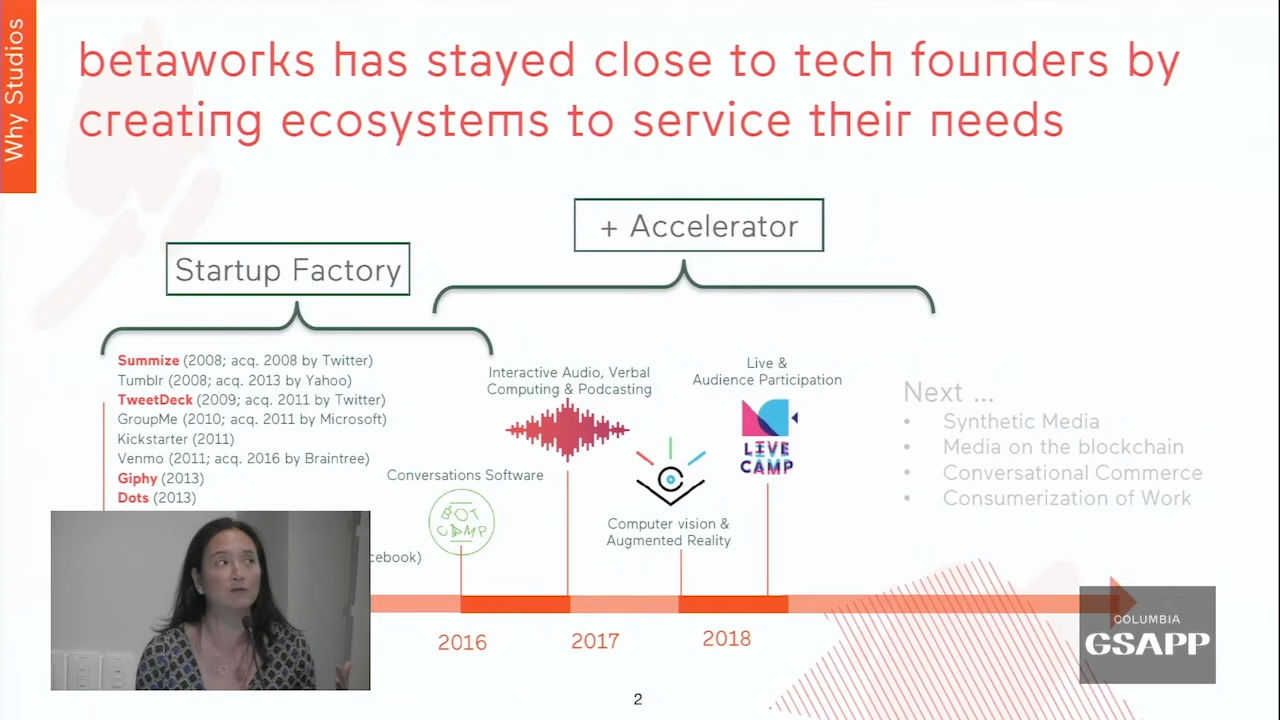 Why Studios
betaworks has stayed close to tech founders by
creating ecosystems to service their needs
+ Accelerator
Startup Factory
Summize (2008; acq. 2008 by Twitter)
Tumblr (2008; acq. 2013 by Yahoo)
TweetDeck (2009; acq. 2011 by Twitter)
GroupMe (2010; acq. 2011 by Microsoft)
Kickstarter (2011)
Venmo (2011; acq. 2016 by Braintree)
Giphy (2013)
Dots (2013)
Conversations Software
BOT
CAMP
Interactive Audio, Verbal
Computing & Podcasting
Computer vision &
Augmented Reality
Live &
Audience Participation
LIVE
CAMP
Next ...
• Synthetic Media
• Media on the blockchain
• Conversational Commerce
• Consumerization of Work
2016
2017
2018
COLUMBIA
GSAPP
2